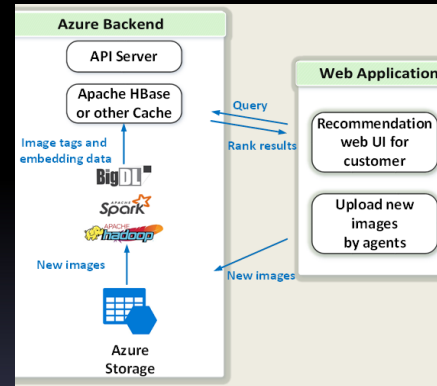 Azure Backend
API Server
Apache HBase
or other Cache
Image tags and
embedding data
BigDL
APACHE
Spark
APACHE
hadoop
New images
Azure
Storage
Query
Rank results
New images
Web Application
Recommendation
web UI for
customer
Upload new
images
by agents